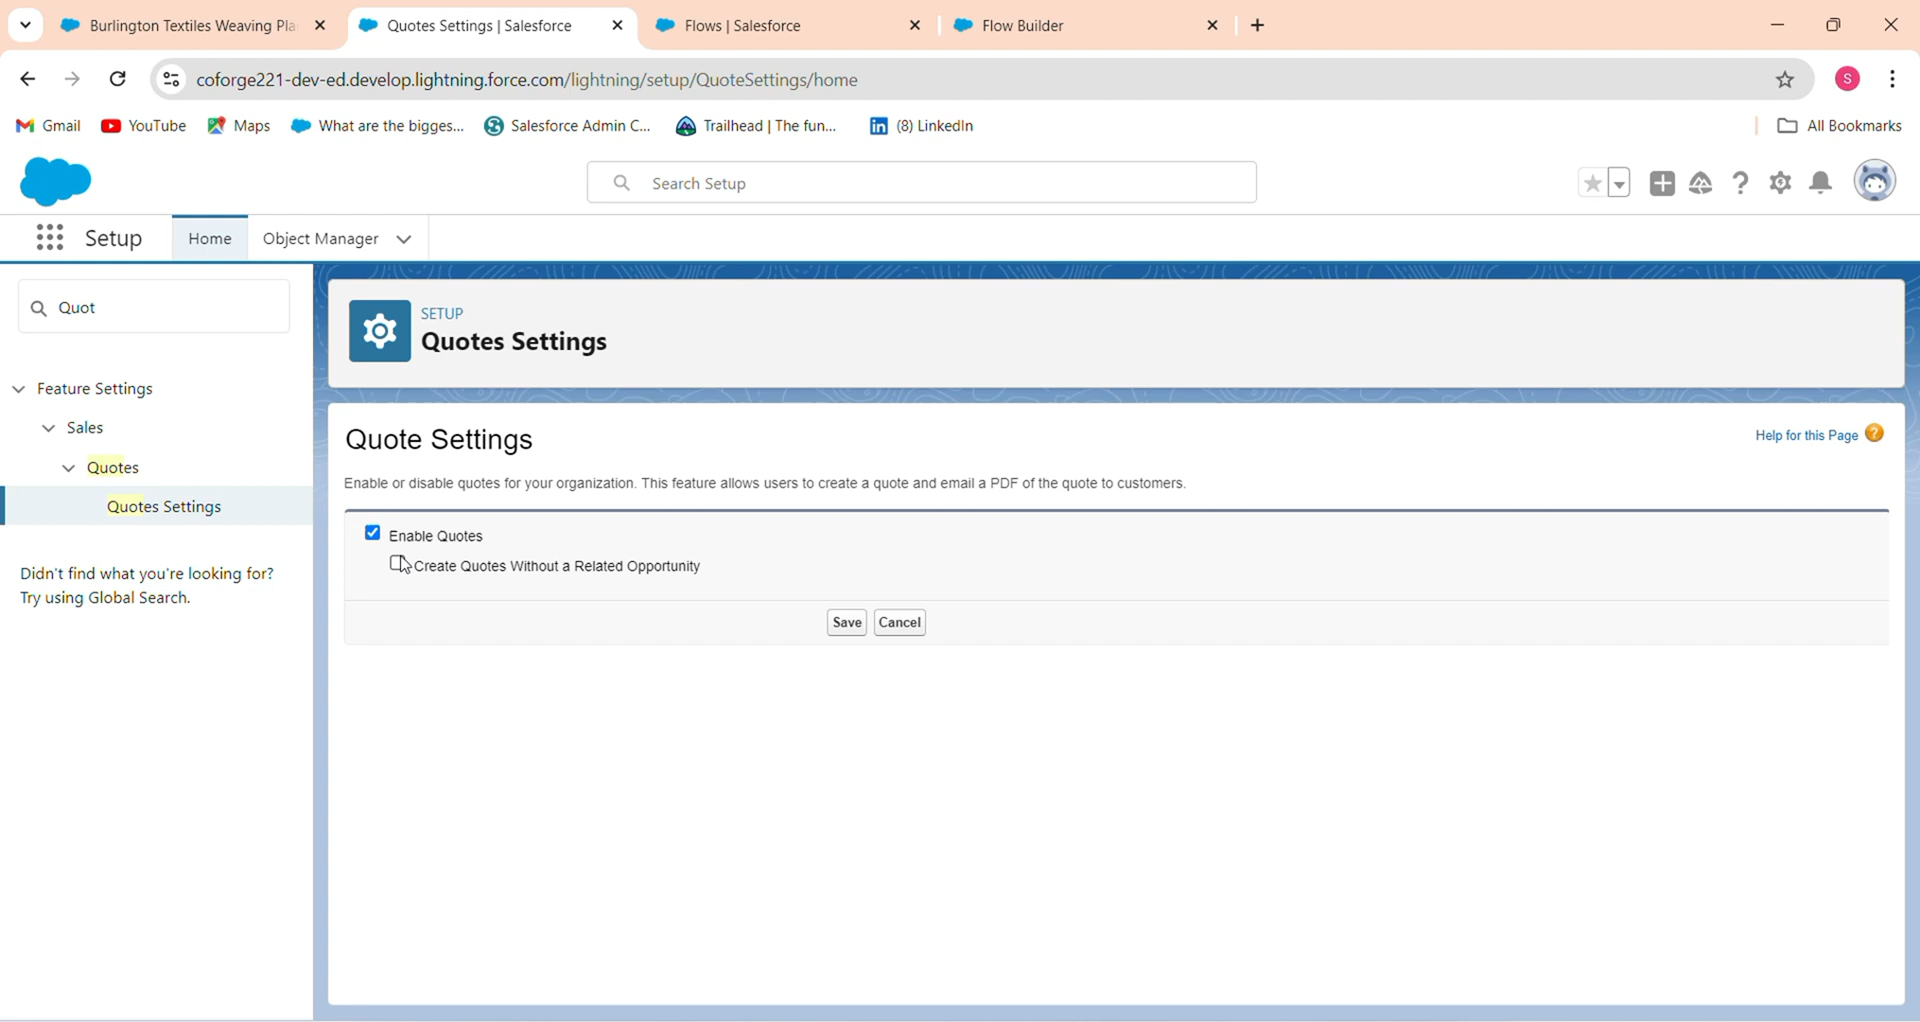 Burlington Textiles Weaving Pla
Quotes Settings | Salesforce
Flows | Salesforce
Flow Builder
coforge221-dev-ed.develop.lightning.force.com/lightning/setup/QuoteSettings/home
S
Gmail
YouTube
Maps
What are the bigges...
Salesforce Admin C...
Trailhead | The fun...
(8) LinkedIn
All Bookmarks
Search Setup
Setup
Home
Object Manager
Quot
Feature Settings
Sales
Quotes
Quotes Settings
Didn't find what you're looking for?
Try using Global Search.
SETUP
Quotes Settings
Quote Settings
Help for this Page
Enable or disable quotes for your organization. This feature allows users to create a quote and email a PDF of the quote to customers.
Enable Quotes
Create Quotes Without a Related Opportunity
Save Cancel